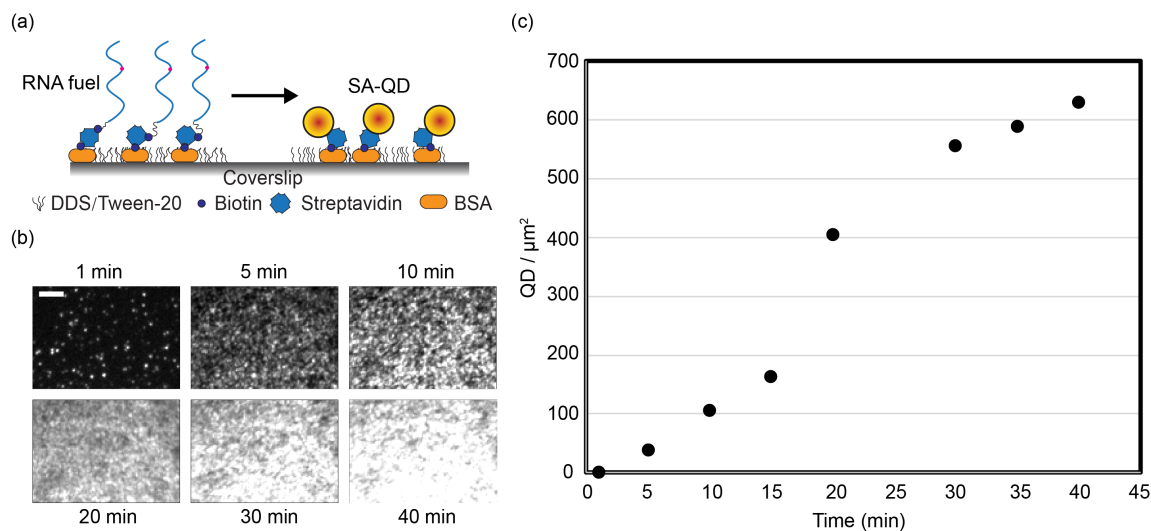 (a)
RNA fuel
SA-QD
Coverslip
DDS/Tween-20 Biotin Streptavidin BSA
(b)
1 min 5 min 10 min
20 min 30 min 40 min
(c)
700
600
500
400
300
200
100
0
QD / µm²
0 5 10 15 20 25 30 35 40 45
Time (min)